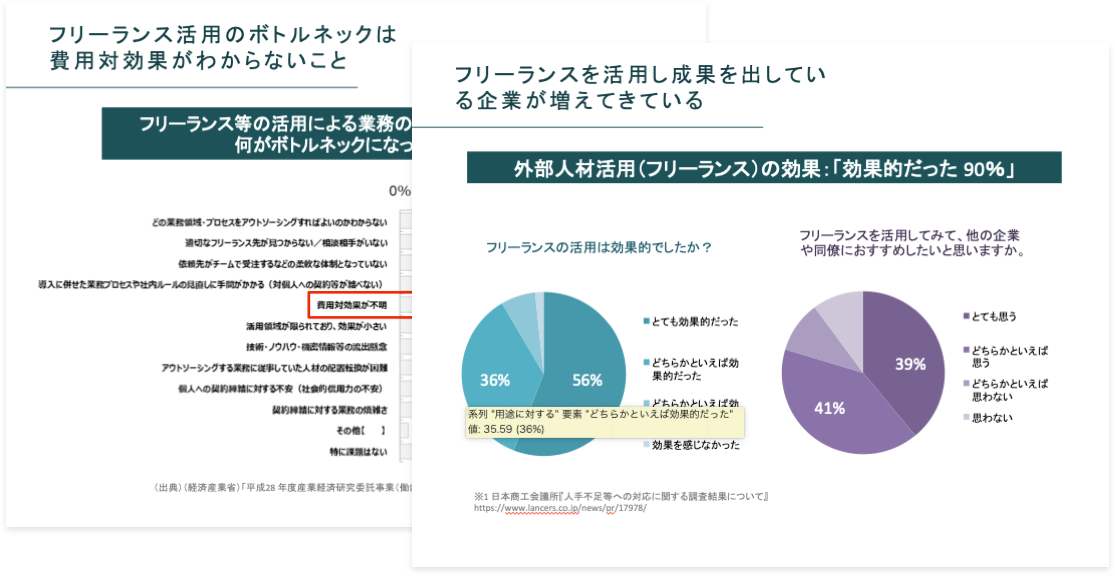 フリーランス活用のボトルネックは
費用対効果がわからないこと
フリーランス等の活用による業務の
何がボトルネックになっ
0%
どの業務領域・プロセスをアウトソーシングすればよいのかわからない
適切なフリーランス先が見つからない／相談相手がいない
依頼先がチームで受注するなどの柔軟な体制となっていない
導入に併せた業務プロセスや社内ルールの見直しに手間がかかる（対個人への契約等が踏べない）
費用対効果が不明
活用領域が限られており、効果が小さい
技術・ノウハウ・機密情報等の流出懸念
アウトソーシングする業務に従事していた人材の配置転換が困難
個人への契約締結に対する不安（社会的信用力の不安）
契約締結に対する業務の煩雑さ
その他【　　】
特に課題はない
（出典）（経済産業省）「平成28 年度産業経済研究委託事業（働
フリーランスを活用し成果を出してい
る企業が増えてきている
外部人材活用（フリーランス）の効果：「効果的だった 90%」
フリーランスの活用は効果的でしたか？
56%
36%
とても効果的だった
どちらかといえば効
果的だった
どちらかといえば効
系列 "用途に対する" 要素 "どちらかといえば効果的だった"
値: 35.59 (36%)
効果を感じなかった
フリーランスを活用してみて、他の企業
や同僚におすすめしたいと思いますか。
39%
41%
とても思う
どちらかといえば
思う
どちらかといえば
思わない
思わない
※1 日本商工会議所『人手不足等への対応に関する調査結果について』
https://www.lancers.co.jp/news/pr/17978/